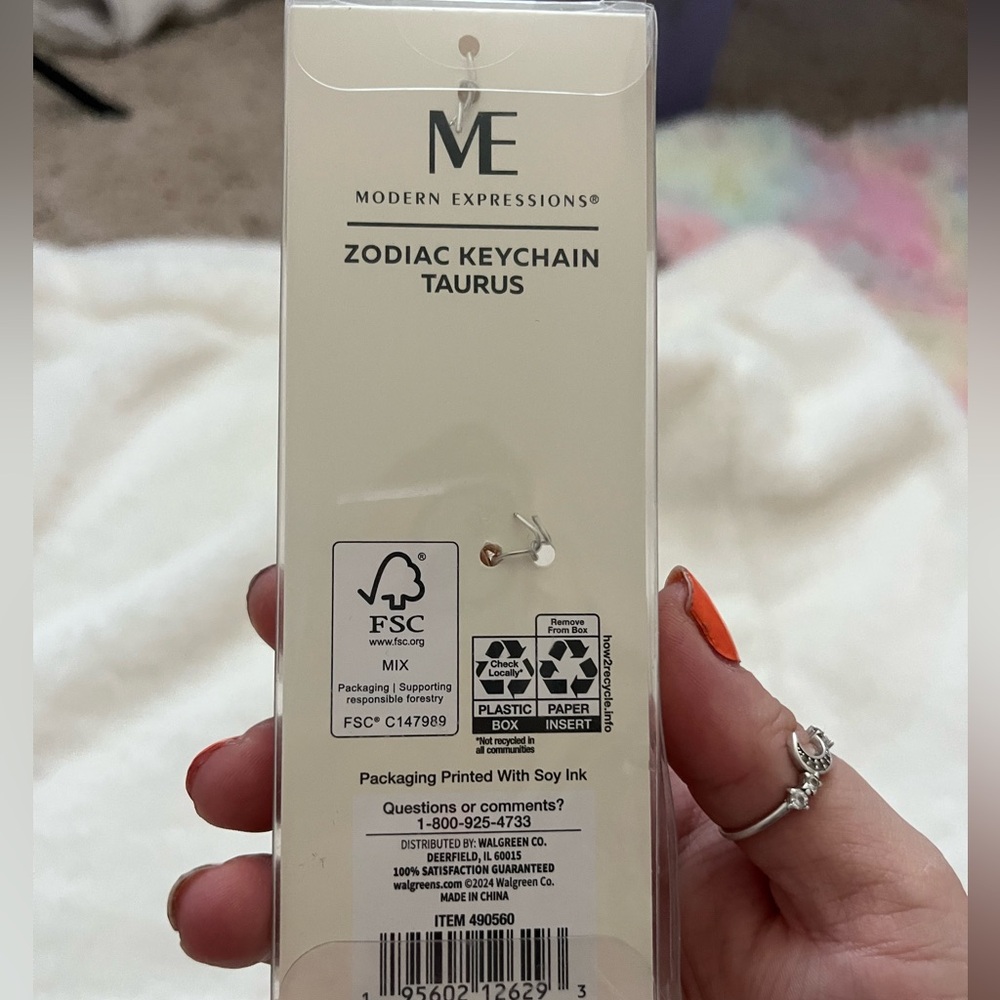 ME
MODERN EXPRESSIONS®
ZODIAC KEYCHAIN
TAURUS
®
FSC
www.fsc.org
MIX
Packaging | Supporting
responsible forestry
FSC® C147989
Remove
From Box
Check
Locally*
PLASTIC
PAPER
BOX
INSERT
how2recycle.info
*Not recycled in
all communities
Packaging Printed With Soy Ink
Questions or comments?
1-800-925-4733
DISTRIBUTED BY: WALGREEN CO.
DEERFIELD, IL 60015
100% SATISFACTION GUARANTEED
walgreens.com ©2024 Walgreen Co.
MADE IN CHINA
ITEM 490560
1 95602 12629 3